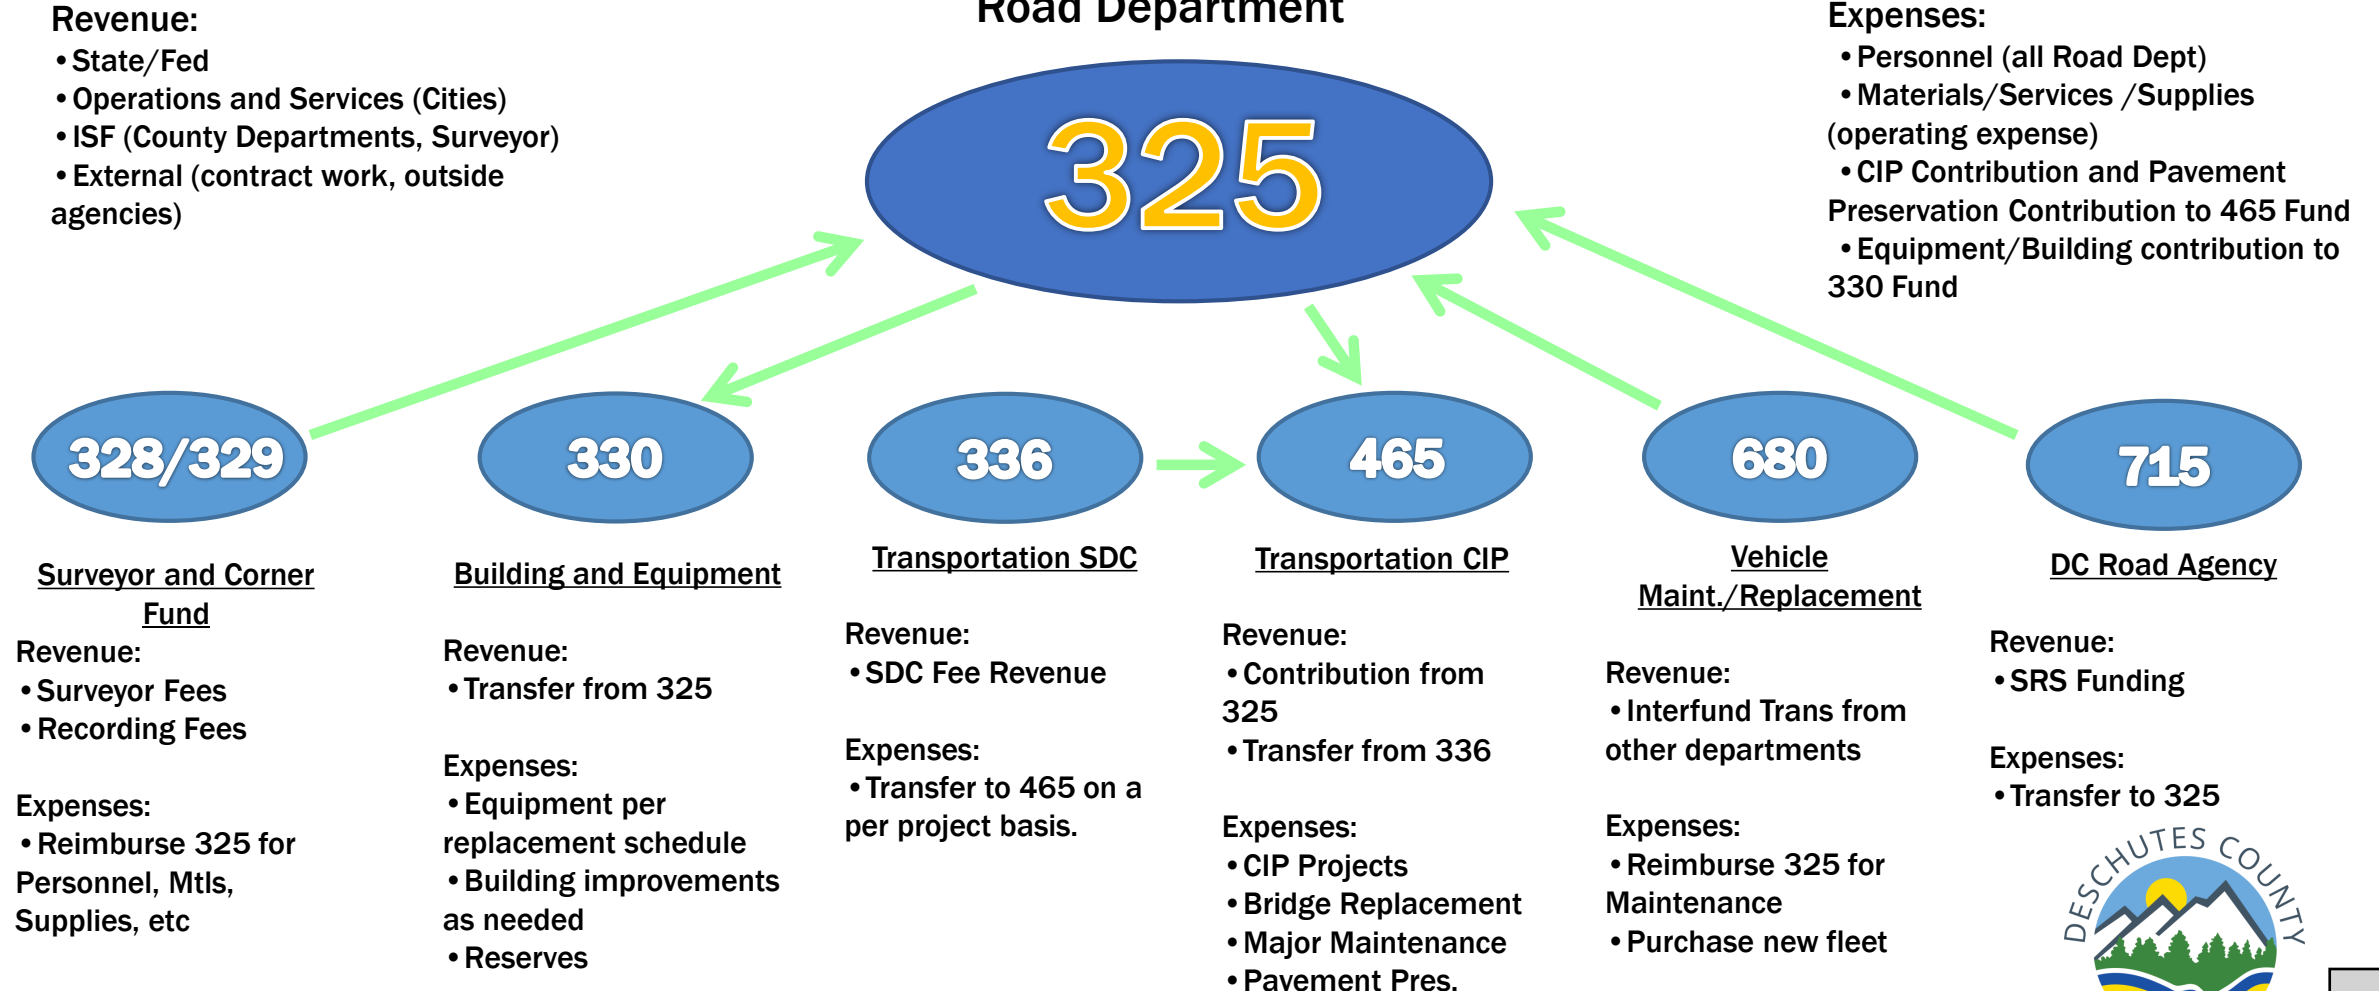 Road Department
Revenue:
•State/Fed
•Operations and Services (Cities)
•ISF (County Departments, Surveyor)
•External (contract work, outside
agencies)
325
Expenses:
•Personnel (all Road Dept)
•Materials/Services /Supplies
(operating expense)
•CIP Contribution and Pavement
Preservation Contribution to 465 Fund
•Equipment/Building contribution to
330 Fund
328/329
Surveyor and Corner
Fund
Revenue:
•Surveyor Fees
•Recording Fees
Expenses:
•Reimburse 325 for
Personnel, Mtls,
Supplies, etc
330
Building and Equipment
Revenue:
•Transfer from 325
Expenses:
•Equipment per
replacement schedule
•Building improvements
as needed
•Reserves
336
Transportation SDC
Revenue:
•SDC Fee Revenue
Expenses:
•Transfer to 465 on a
per project basis.
465
Transportation CIP
Revenue:
•Contribution from
325
•Transfer from 336
Expenses:
•CIP Projects
•Bridge Replacement
•Major Maintenance
•Pavement Pres.
680
Vehicle
Maint./Replacement
Revenue:
•Interfund Trans from
other departments
Expenses:
•Reimburse 325 for
Maintenance
•Purchase new fleet
715
DC Road Agency
Revenue:
•SRS Funding
Expenses:
•Transfer to 325
DESCHUTES COUNTY